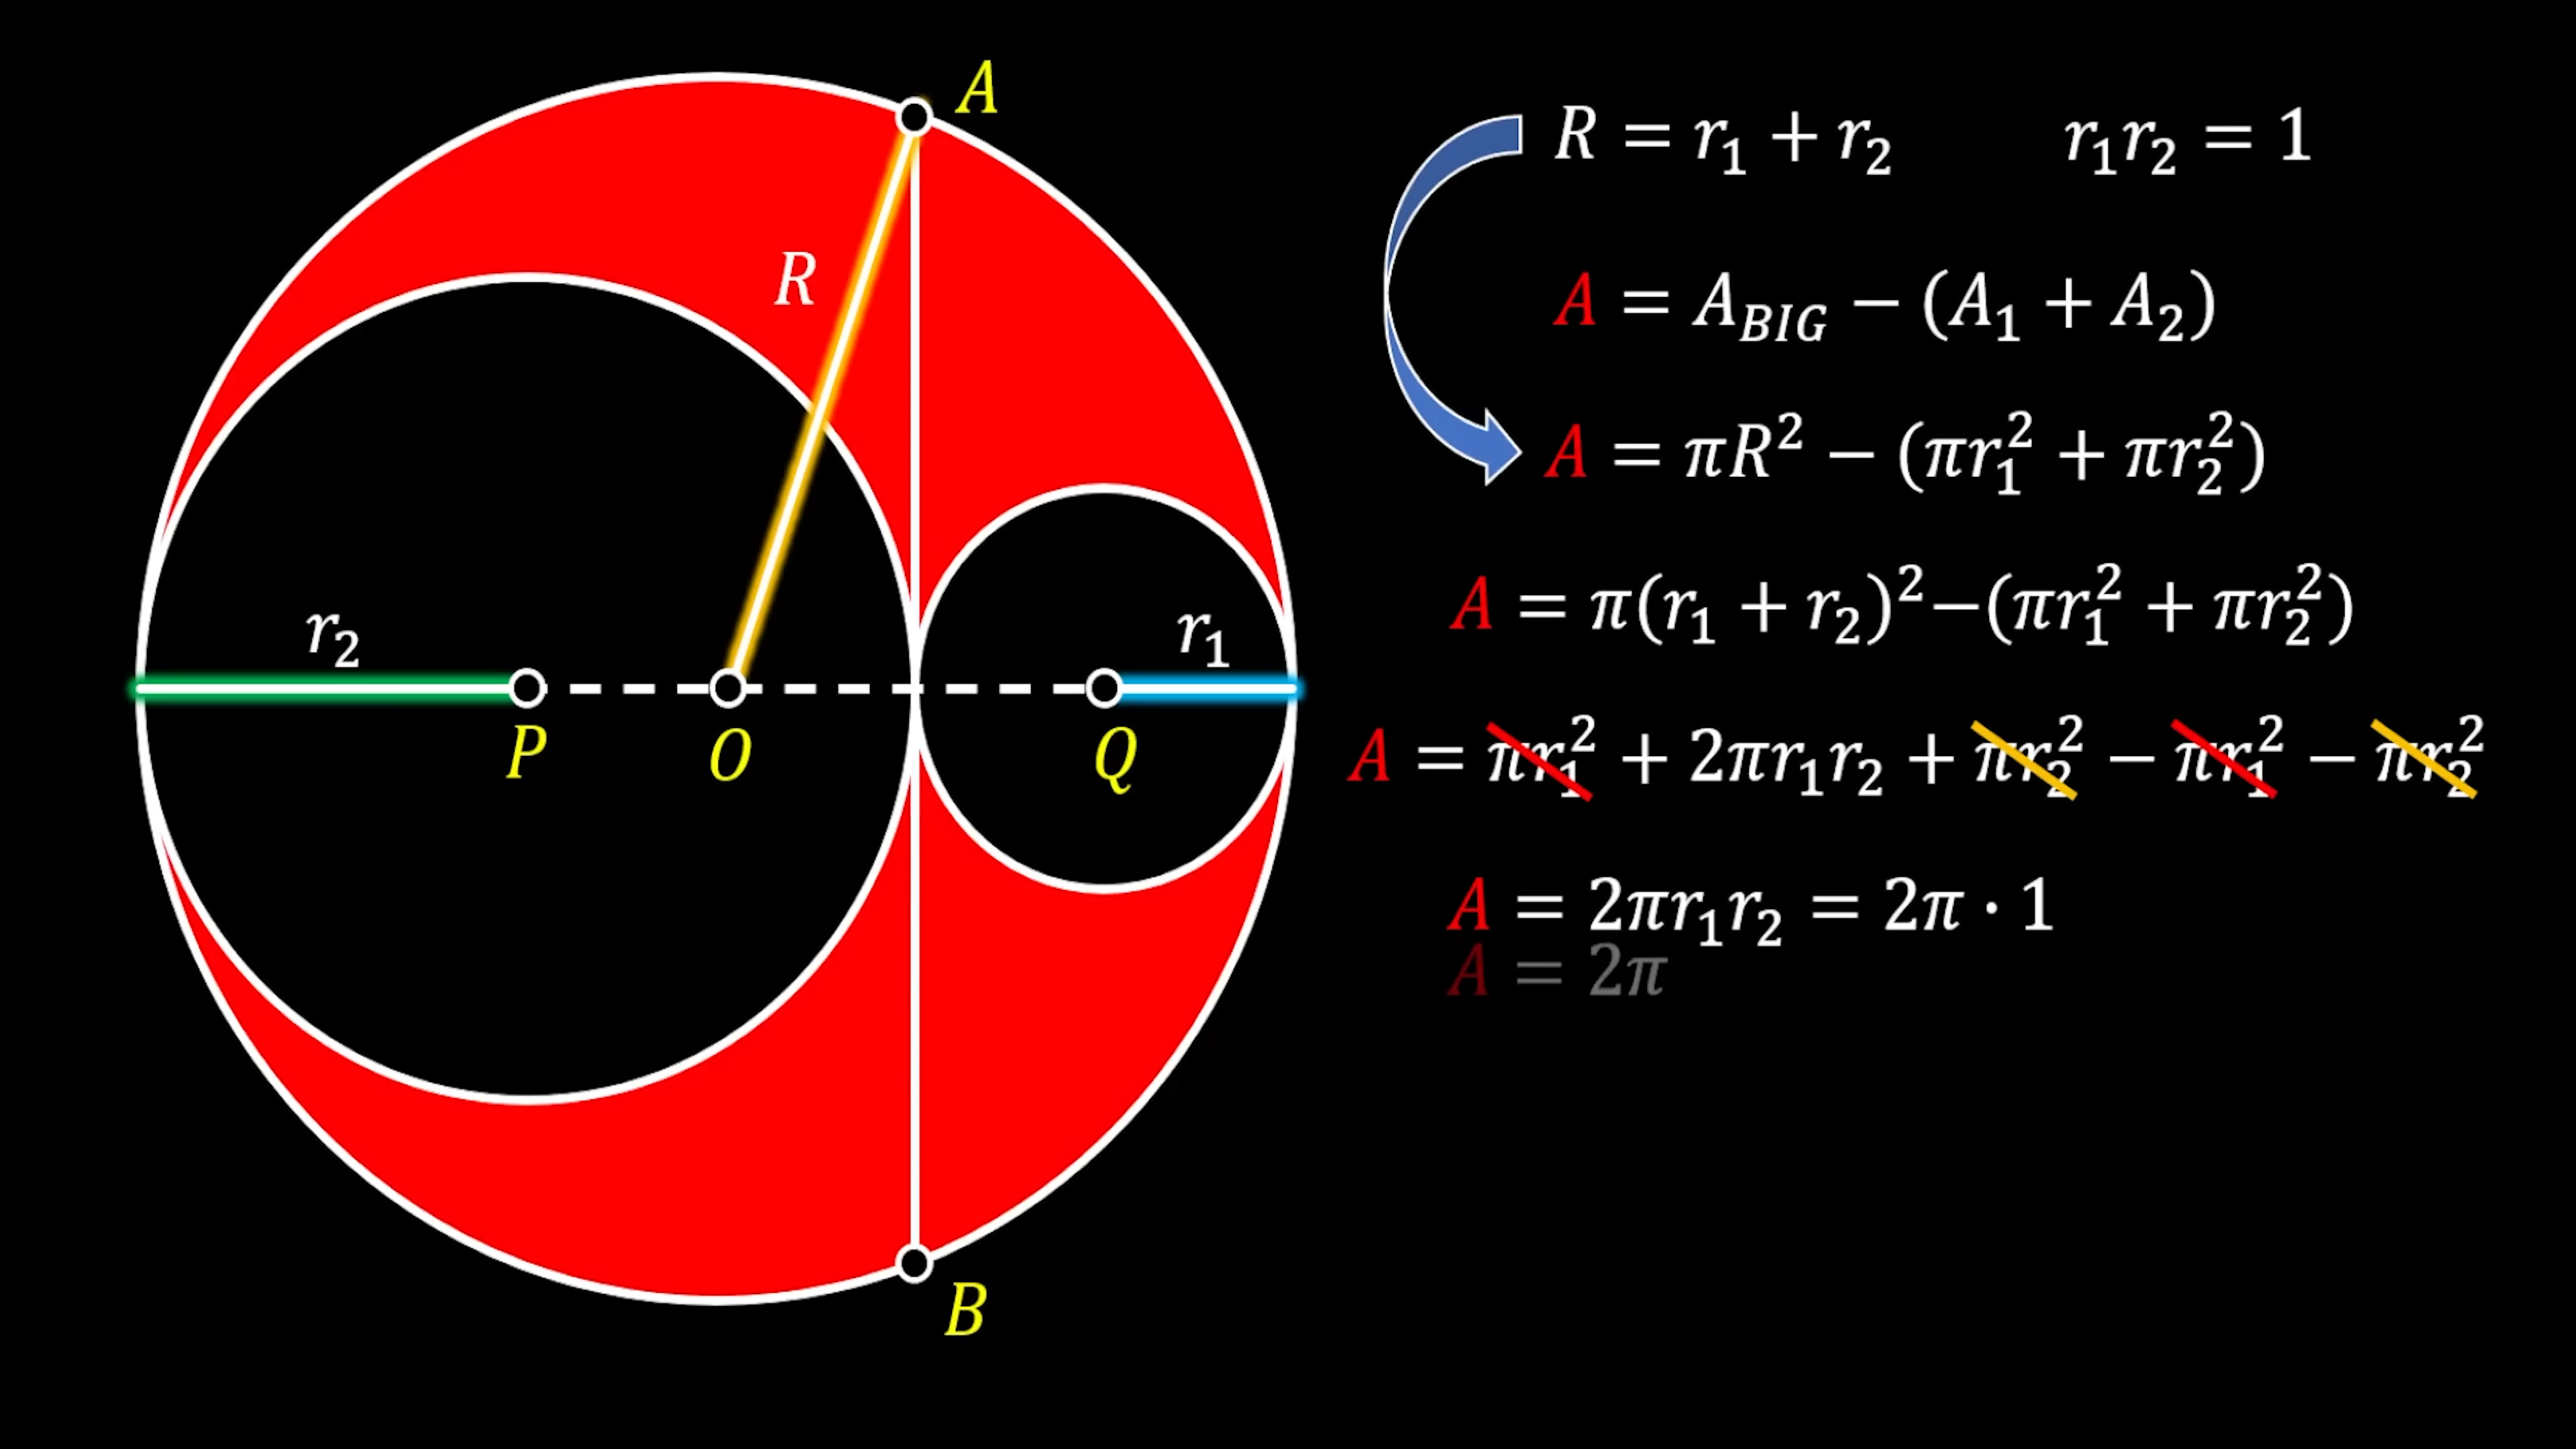 A
R
r₂
r₁
P
O
Q
B
R = r₁ + r₂
r₁r₂ = 1
A = A_BIG − (A₁ + A₂)
A = πR² − (πr₁² + πr₂²)
A = π(r₁ + r₂)²−(πr₁² + πr₂²)
A = πr₁² + 2πr₁r₂ + πr₂² − πr₁² − πr₂²
A = 2πr₁r₂ = 2π · 1
A = 2π